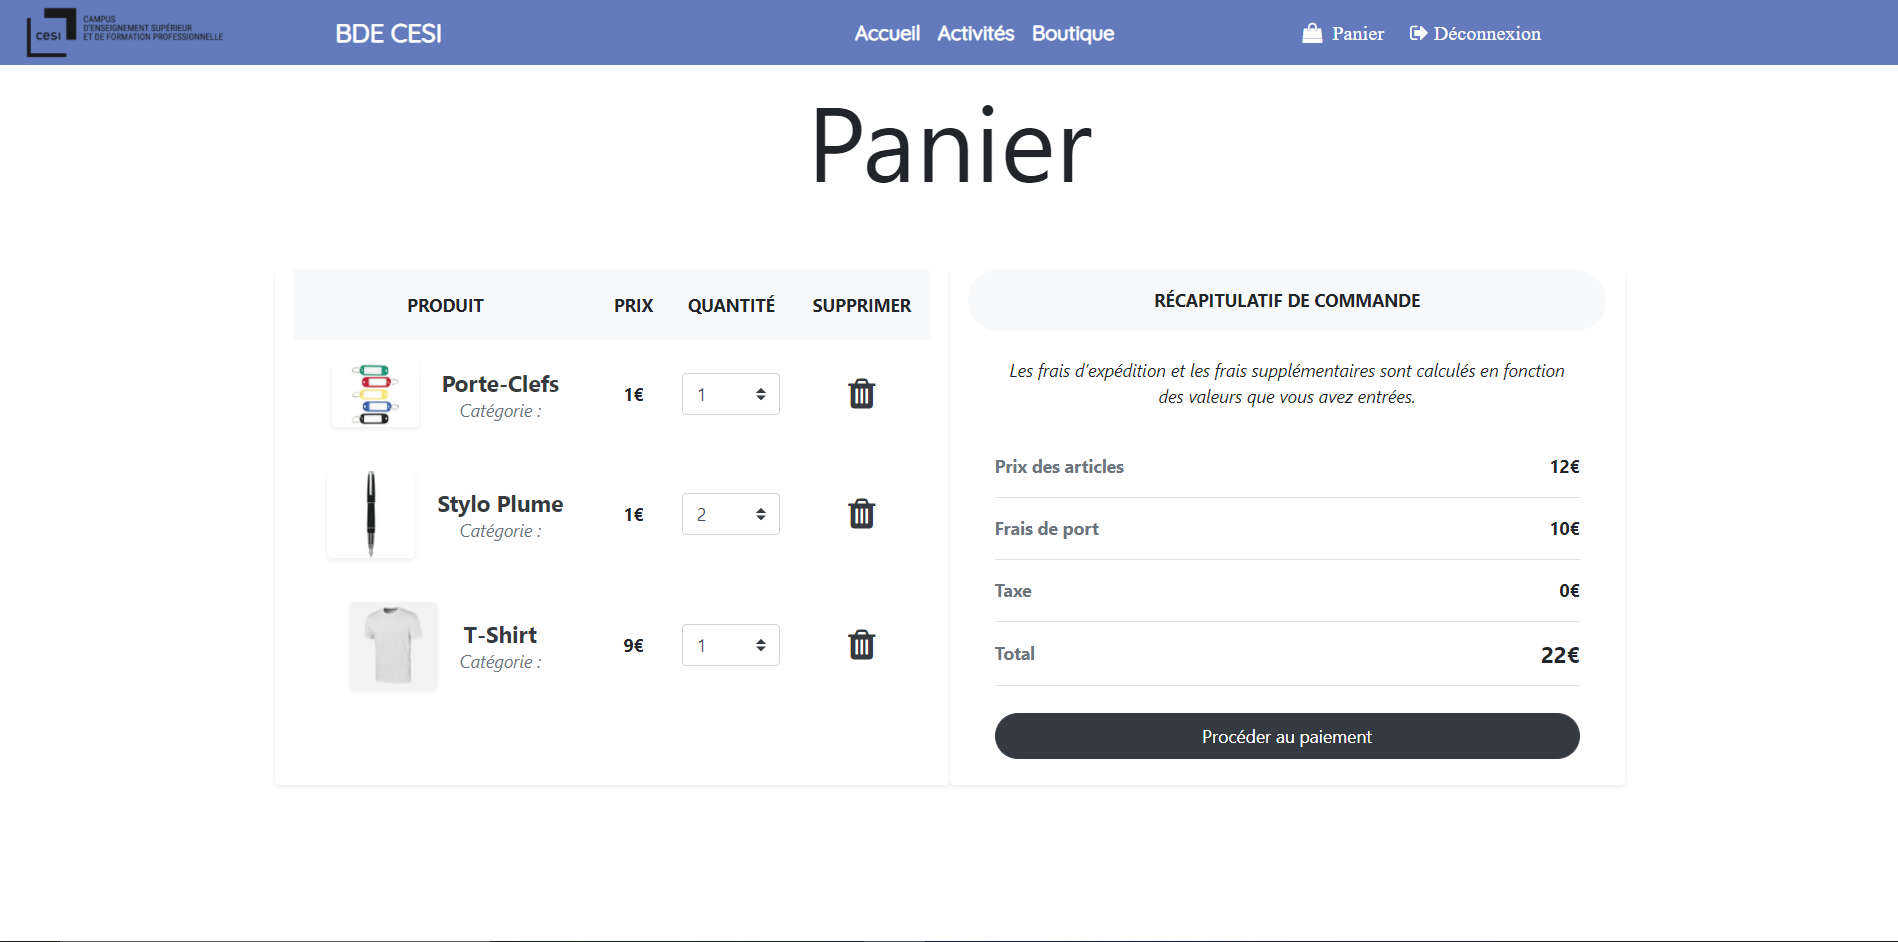 cesi
CAMPUS
D'ENSEIGNEMENT SUPÉRIEUR
ET DE FORMATION PROFESSIONNELLE
BDE CESI
Accueil Activités Boutique
Panier Déconnexion
Panier
PRODUIT PRIX QUANTITÉ SUPPRIMER
Porte-Clefs
Catégorie :
1€ 1
Stylo Plume
Catégorie :
1€ 2
T-Shirt
Catégorie :
9€ 1
RÉCAPITULATIF DE COMMANDE
Les frais d'expédition et les frais supplémentaires sont calculés en fonction
des valeurs que vous avez entrées.
Prix des articles 12€
Frais de port 10€
Taxe 0€
Total 22€
Procéder au paiement